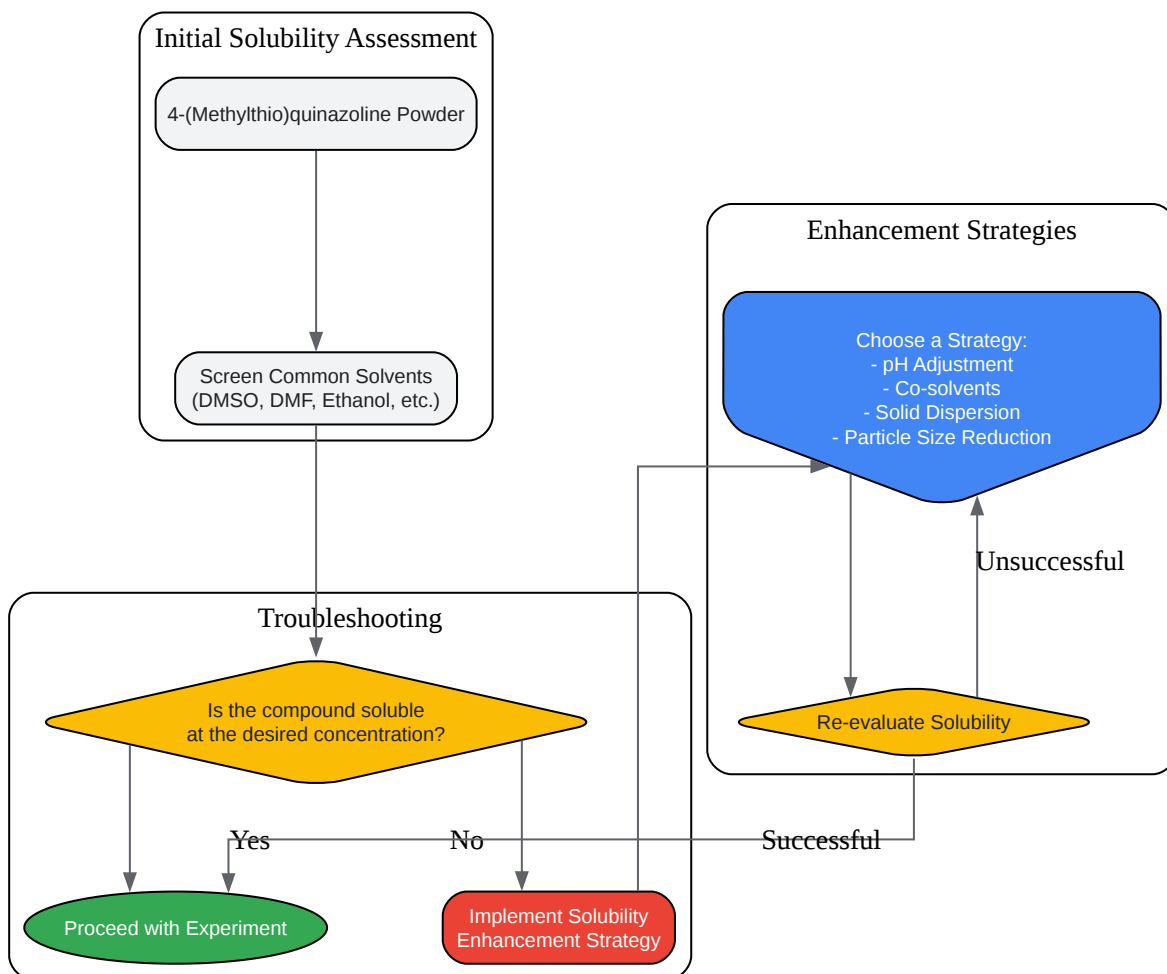 Initial Solubility Assessment
4-(Methylthio)quinazoline Powder
Screen Common Solvents
(DMSO, DMF, Ethanol, etc.)
Enhancement Strategies
Choose a Strategy:
- pH Adjustment
- Co-solvents
- Solid Dispersion
- Particle Size Reduction
Unsuccessful
Troubleshooting
Is the compound soluble
at the desired concentration?
Re-evaluate Solubility
Yes
No
Successful
Proceed with Experiment
Implement Solubility
Enhancement Strategy